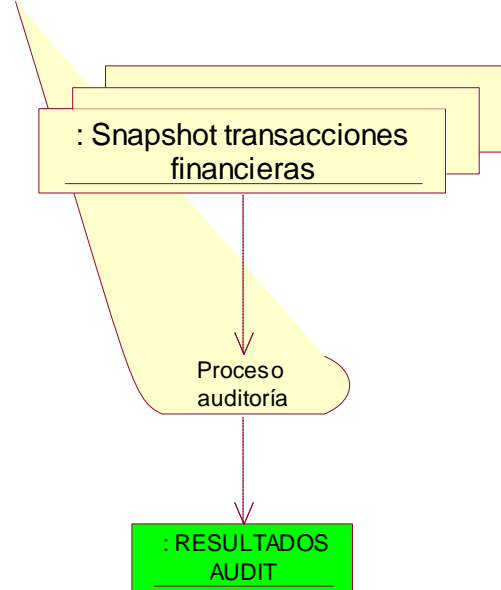 : Snapshot transacciones
financieras
Proceso
auditoría
: RESULTADOS
AUDIT